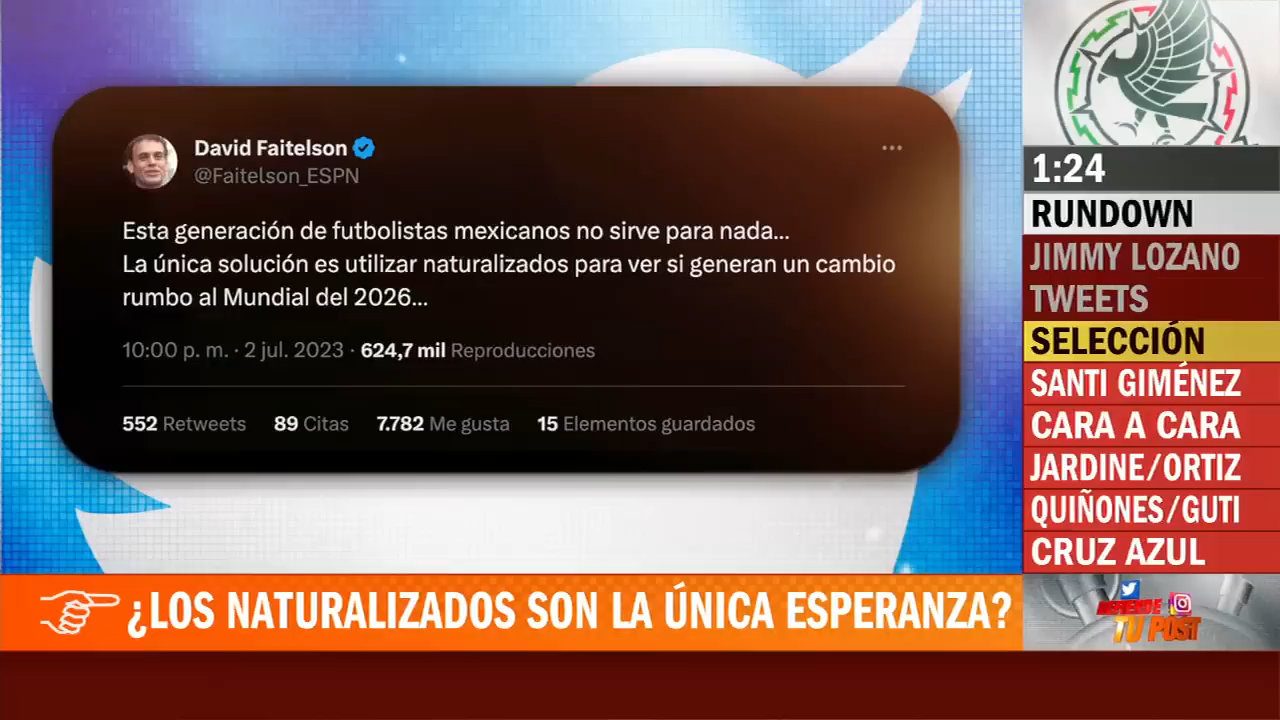 David Faitelson
@Faitelson_ESPN
Esta generación de futbolistas mexicanos no sirve para nada...
La única solución es utilizar naturalizados para ver si generan un cambio
rumbo al Mundial del 2026...
10:00 p. m. · 2 jul. 2023 · 624,7 mil Reproducciones
552 Retweets 89 Citas 7.782 Me gusta 15 Elementos guardados
¿LOS NATURALIZADOS SON LA ÚNICA ESPERANZA?
1:24
RUNDOWN
JIMMY LOZANO
TWEETS
SELECCIÓN
SANTI GIMÉNEZ
CARA A CARA
JARDINE/ORTIZ
QUIÑONES/GUTI
CRUZ AZUL
DEFIENDE
TU POST